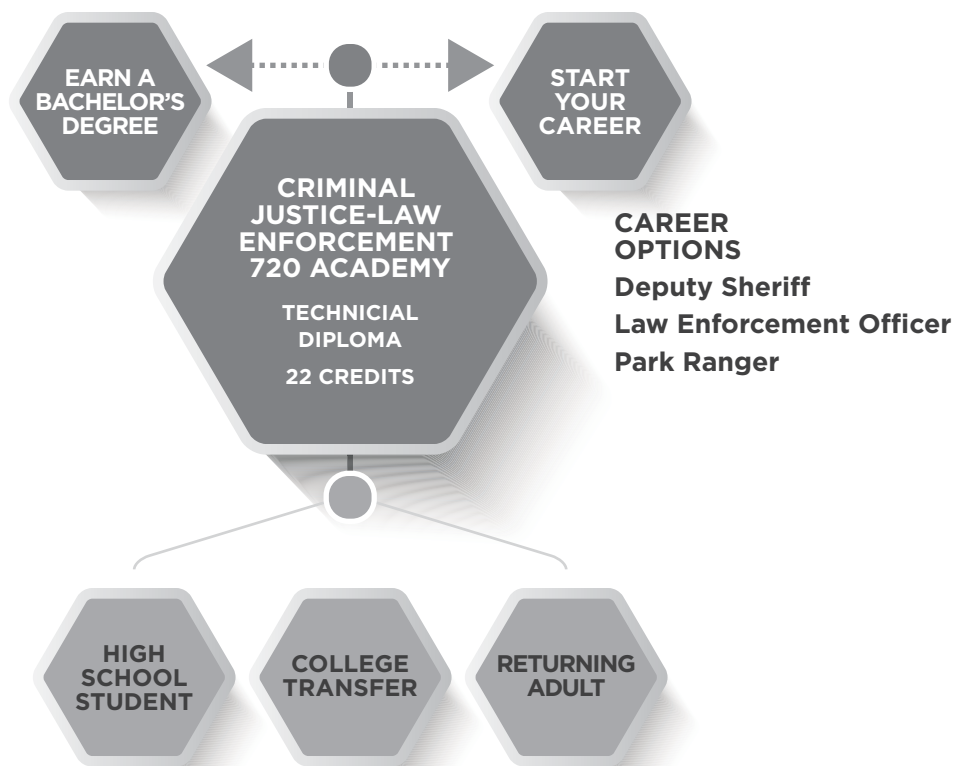 EARN A
BACHELOR'S
DEGREE
START
YOUR
CAREER
CRIMINAL
JUSTICE-LAW
ENFORCEMENT
720 ACADEMY
TECHNICIAL
DIPLOMA
22 CREDITS
CAREER
OPTIONS
Deputy Sheriff
Law Enforcement Officer
Park Ranger
HIGH
SCHOOL
STUDENT
COLLEGE
TRANSFER
RETURNING
ADULT